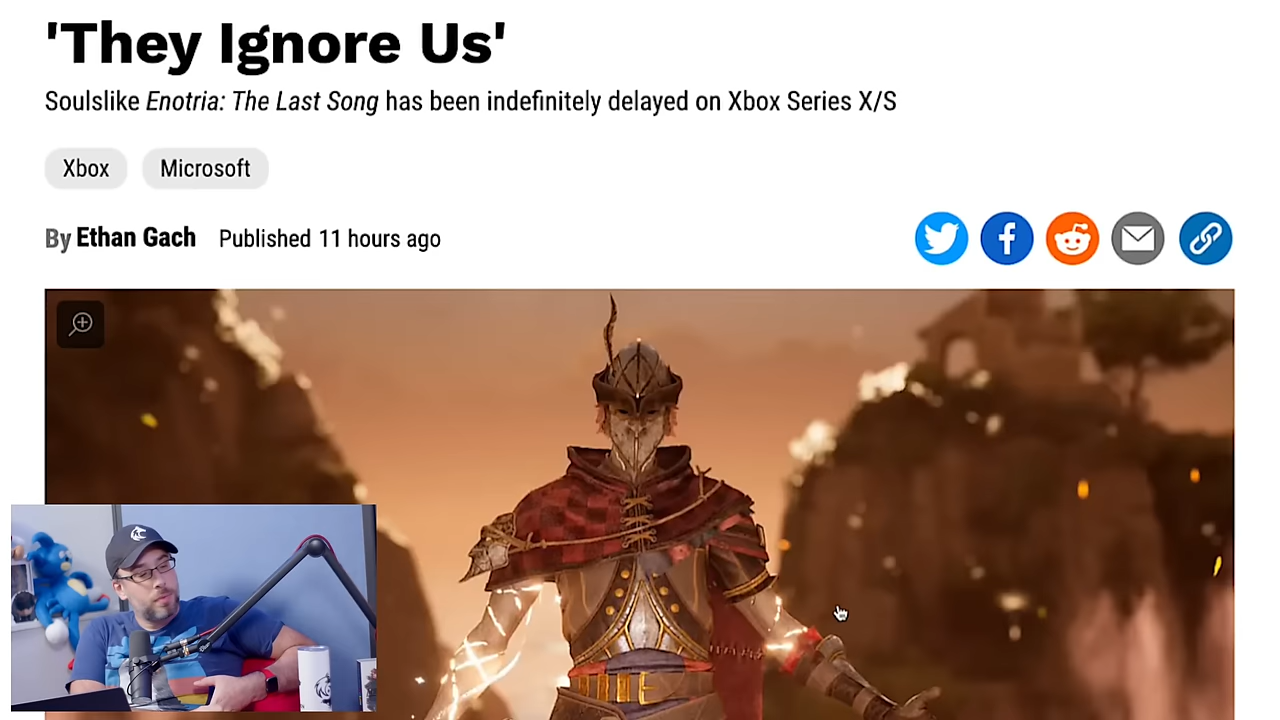 'They Ignore Us'
Soulslike Enotria: The Last Song has been indefinitely delayed on Xbox Series X/S
Xbox Microsoft
By Ethan Gach Published 11 hours ago